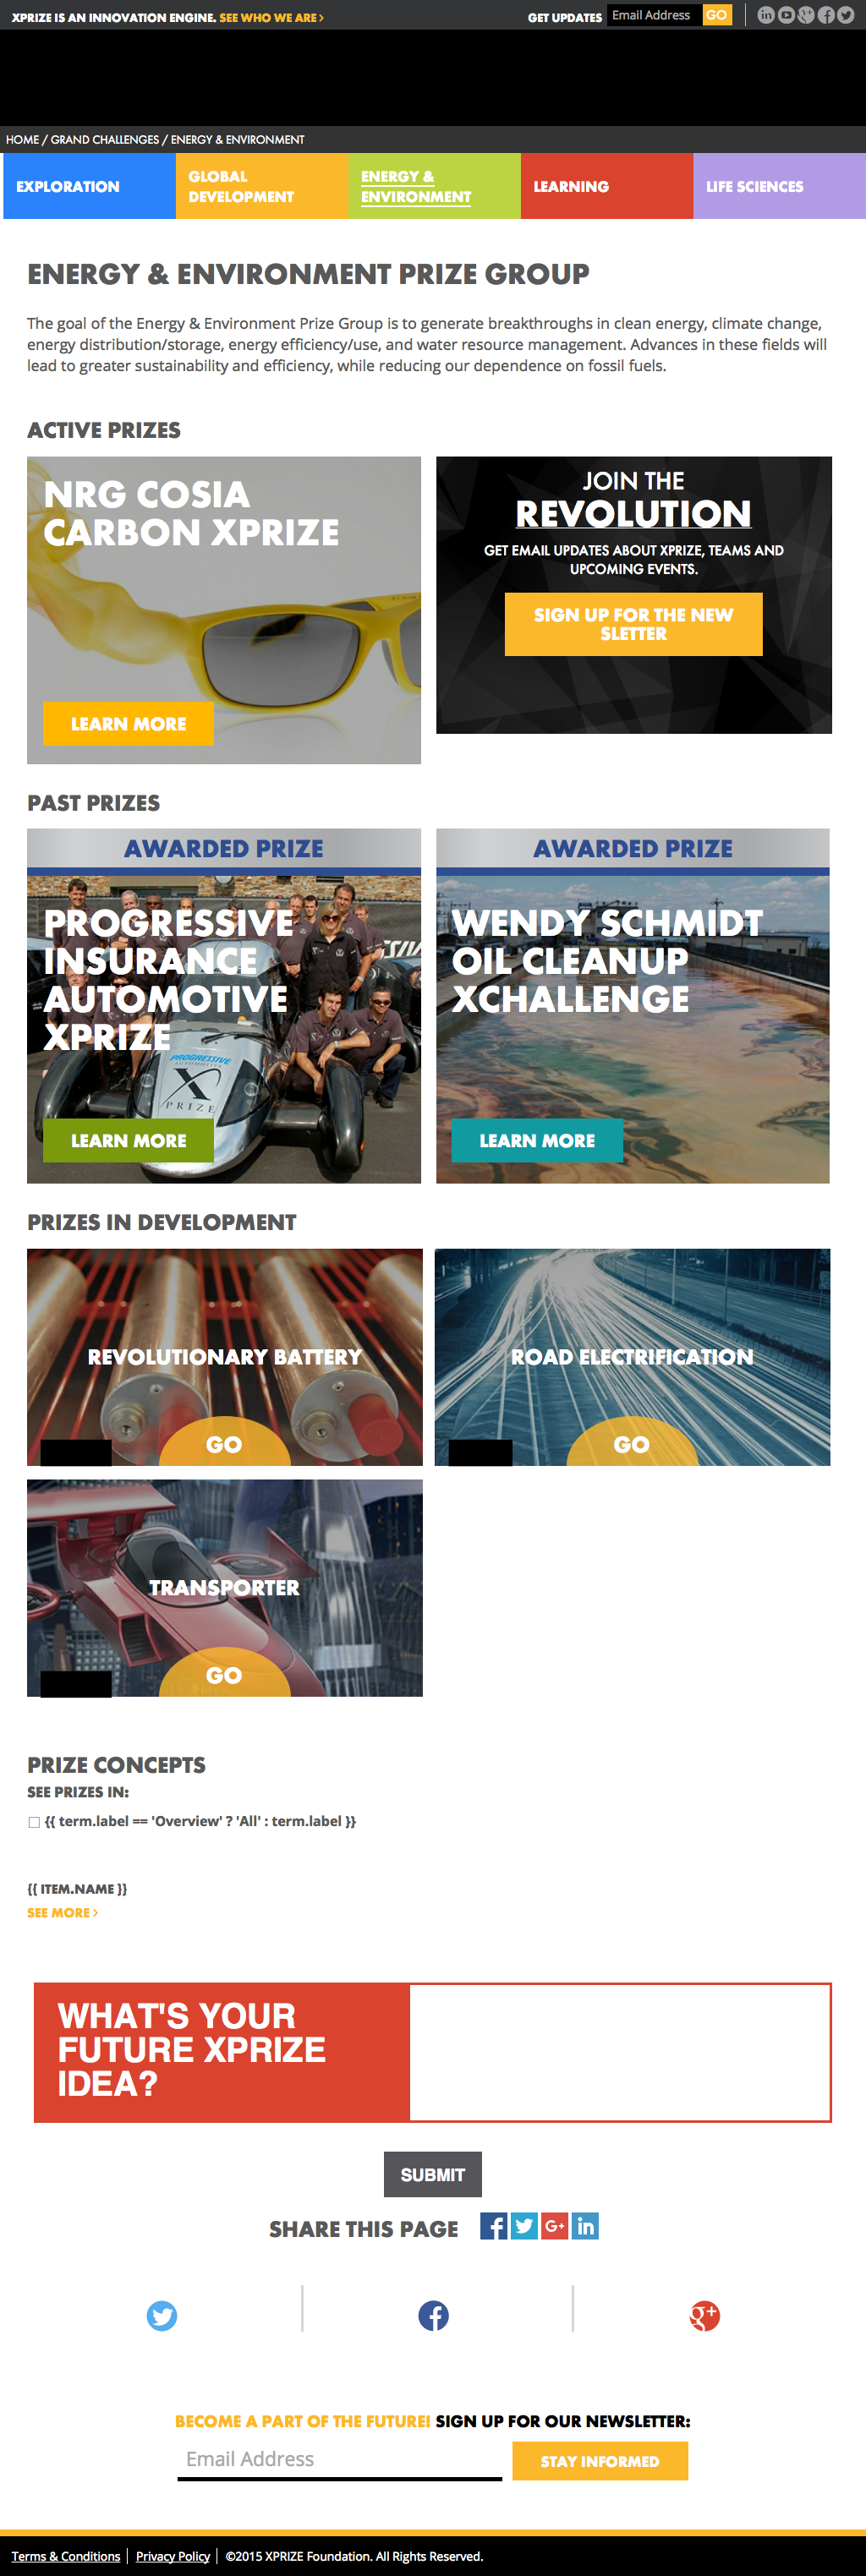 XPRIZE IS AN INNOVATION ENGINE. SEE WHO WE ARE >
GET UPDATES Email Address GO
HOME / GRAND CHALLENGES / ENERGY & ENVIRONMENT
EXPLORATION
GLOBAL
DEVELOPMENT
ENERGY &
ENVIRONMENT
LEARNING
LIFE SCIENCES
ENERGY & ENVIRONMENT PRIZE GROUP
The goal of the Energy & Environment Prize Group is to generate breakthroughs in clean energy, climate change,
energy distribution/storage, energy efficiency/use, and water resource management. Advances in these fields will
lead to greater sustainability and efficiency, while reducing our dependence on fossil fuels.
ACTIVE PRIZES
NRG COSIA
CARBON XPRIZE
LEARN MORE
JOIN THE
REVOLUTION
GET EMAIL UPDATES ABOUT XPRIZE, TEAMS AND
UPCOMING EVENTS.
SIGN UP FOR THE NEW
SLETTER
PAST PRIZES
AWARDED PRIZE
PROGRESSIVE
INSURANCE
AUTOMOTIVE
XPRIZE
PROGRESSIVE
AUTOMOTIVE
X
PRIZE
LEARN MORE
AWARDED PRIZE
WENDY SCHMIDT
OIL CLEANUP
XCHALLENGE
LEARN MORE
PRIZES IN DEVELOPMENT
REVOLUTIONARY BATTERY
GO
ROAD ELECTRIFICATION
GO
TRANSPORTER
GO
PRIZE CONCEPTS
SEE PRIZES IN:
{{ term.label == 'Overview' ? 'All' : term.label }}
{{ ITEM.NAME }}
SEE MORE >
WHAT'S YOUR
FUTURE XPRIZE
IDEA?
SUBMIT
SHARE THIS PAGE
BECOME A PART OF THE FUTURE! SIGN UP FOR OUR NEWSLETTER:
Email Address
STAY INFORMED
Terms & Conditions | Privacy Policy | ©2015 XPRIZE Foundation. All Rights Reserved.